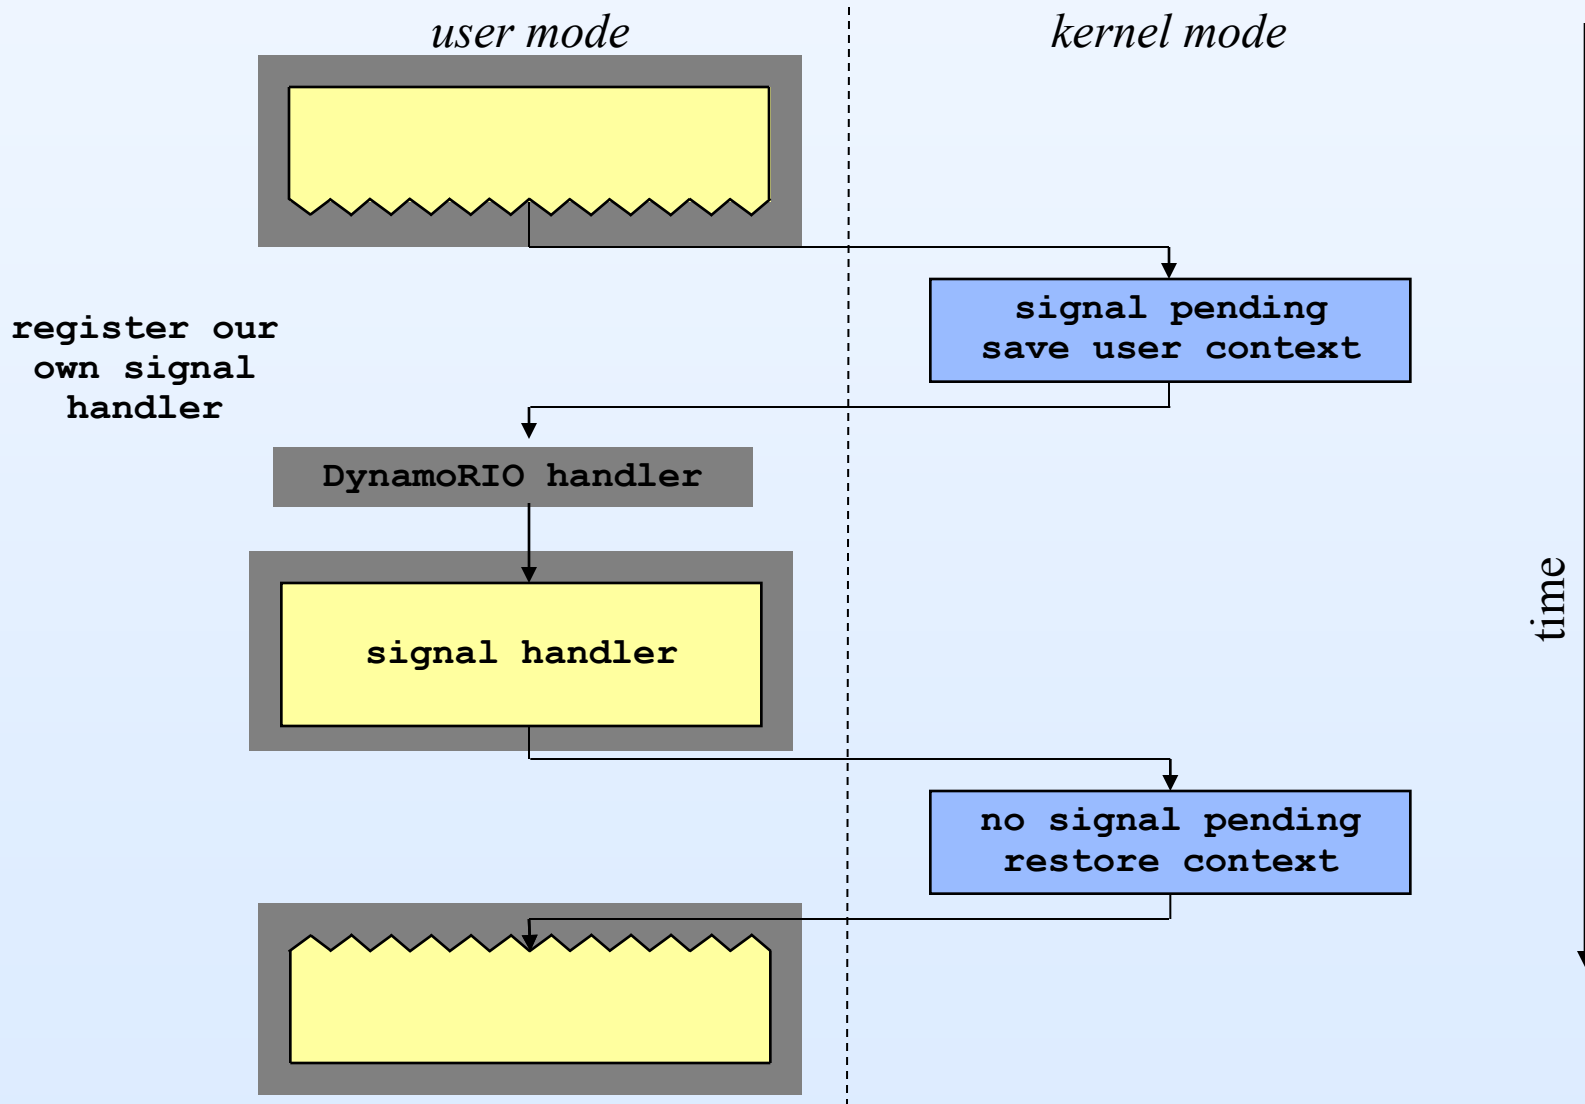 user mode
kernel mode
signal pending
save user context
register our
own signal
handler
DynamoRIO handler
signal handler
time
no signal pending
restore context